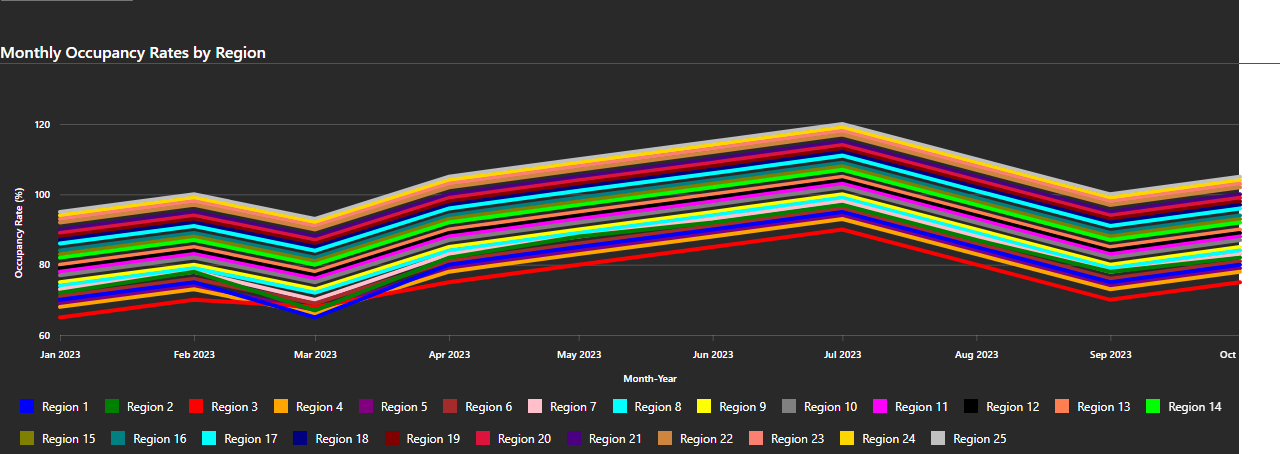 Monthly Occupancy Rates by Region
120
100
80
60
Occupancy Rate (%)
Jan 2023 Feb 2023 Mar 2023 Apr 2023 May 2023 Jun 2023 Jul 2023 Aug 2023 Sep 2023 Oct
Month-Year
Region 1 Region 2 Region 3 Region 4 Region 5 Region 6 Region 7 Region 8 Region 9 Region 10 Region 11 Region 12 Region 13 Region 14
Region 15 Region 16 Region 17 Region 18 Region 19 Region 20 Region 21 Region 22 Region 23 Region 24 Region 25